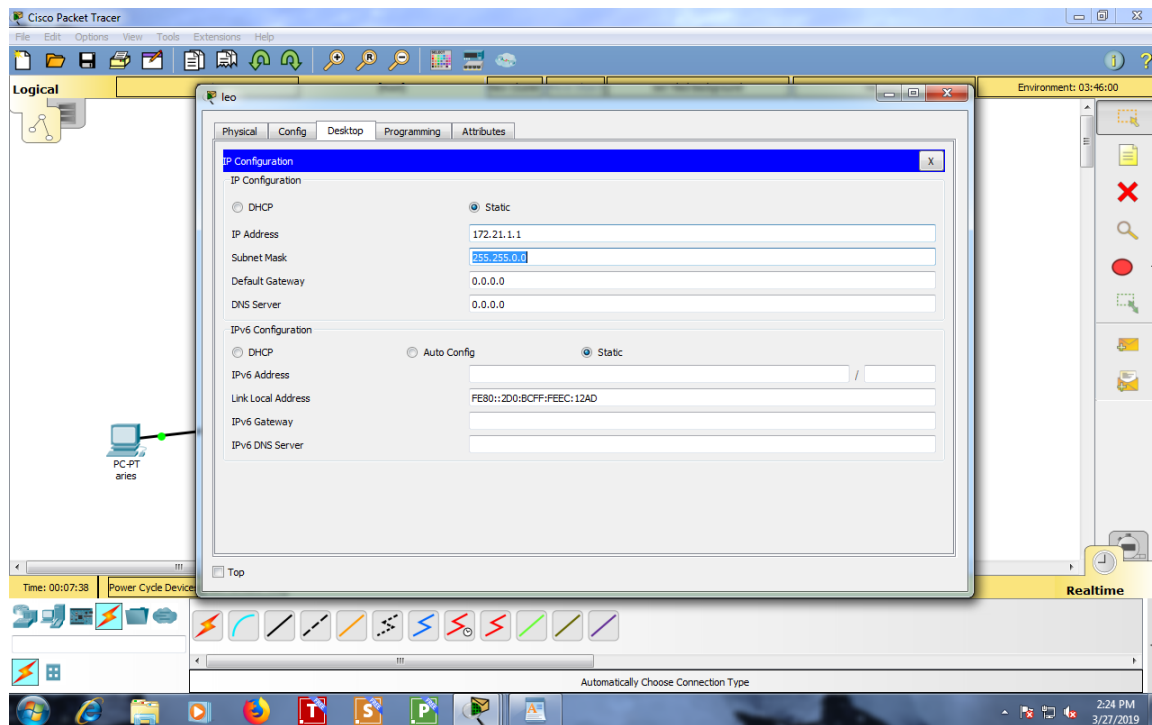 Cisco Packet Tracer
File Edit Options View Tools Extensions Help
Logical
Environment: 03:46:00
leo
Physical Config Desktop Programming Attributes
IP Configuration X
IP Configuration
DHCP Static
IP Address 172.21.1.1
Subnet Mask 255.255.0.0
Default Gateway 0.0.0.0
DNS Server 0.0.0.0
IPv6 Configuration
DHCP Auto Config Static
IPv6 Address /
Link Local Address FE80::2D0:BCFF:FEEC:12AD
IPv6 Gateway
IPv6 DNS Server
PC-PT
aries
Top
Time: 00:07:38 Power Cycle Device
Realtime
Automatically Choose Connection Type
2:24 PM
3/27/2019